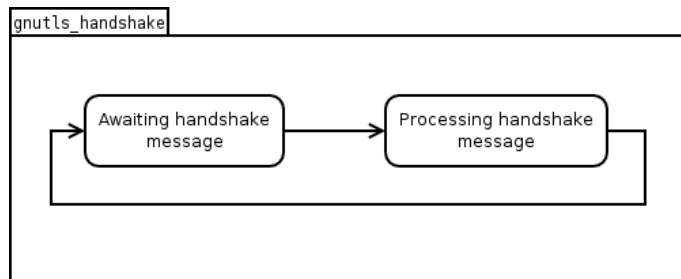 gnutls_handshake
Awaiting handshake
message
Processing handshake
message